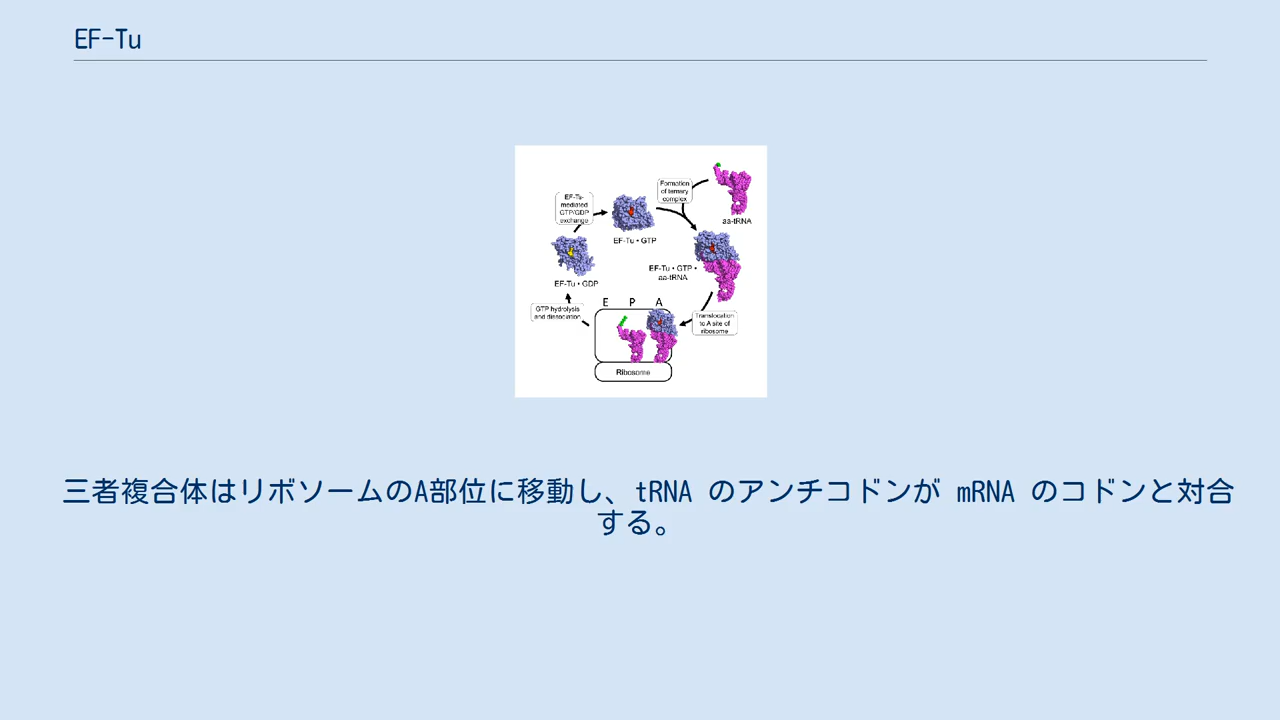 EF-Tu
EF-Tu-
mediated
GTP/GDP
exchange
Formation
of ternary
complex
aa-tRNA
EF-Tu • GTP
EF-Tu • GTP •
aa-tRNA
EF-Tu • GDP
GTP hydrolysis
and dissociation
E P A
Translocation
to A site of
ribosome
Ribosome
三者複合体はリボソームのA部位に移動し、tRNA のアンチコドンが mRNA のコドンと対合
する。